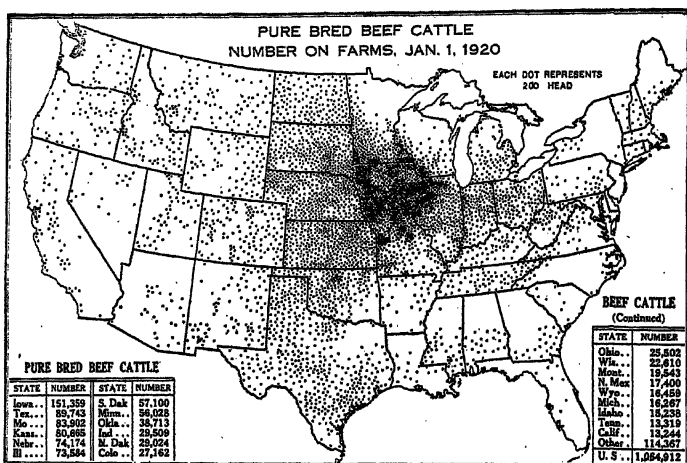 PURE BRED BEEF CATTLE
NUMBER ON FARMS, JAN. 1, 1920
EACH DOT REPRESENTS
200 HEAD
PURE BRED BEEF CATTLE
STATE NUMBER STATE NUMBER
Iowa.. 151,359 S. Dak 57,100
Tex... 89,743 Minn.. 56,028
Mo... 83,902 Okla.. 38,713
Kans.. 80,665 Ind... 29,509
Nebr.. 74,174 N. Dak 29,024
Ill.... 73,584 Colo.. 27,162
BEEF CATTLE
(Continued)
STATE NUMBER
Ohio.. 25,502
Wis... 22,610
Mont.. 19,543
N. Mex 17,400
Wyo.. 16,459
Mich.. 16,267
Idaho. 16,238
Tenn.. 13,319
Calif.. 13,244
Other. 114,367
U. S.. 1,064,912